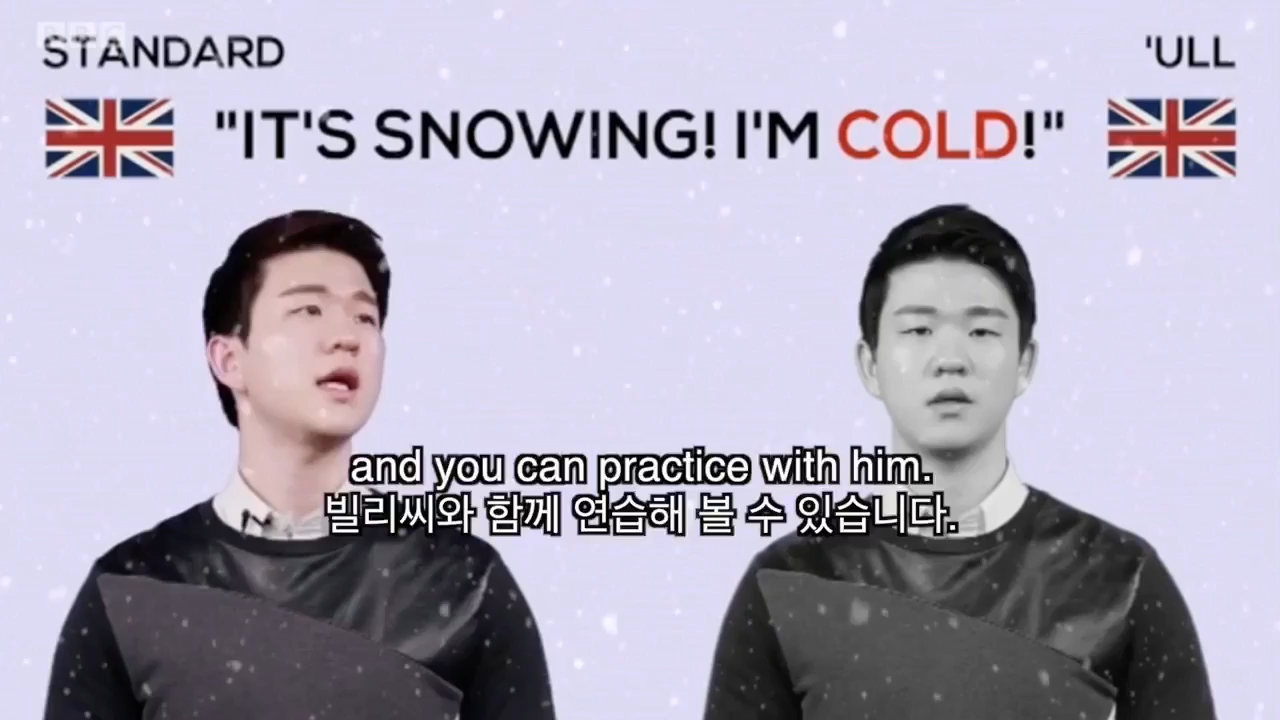 BBC
STANDARD
'ULL
"IT'S SNOWING! I'M COLD!"
and you can practice with him.
빌리씨와 함께 연습해 볼 수 있습니다.